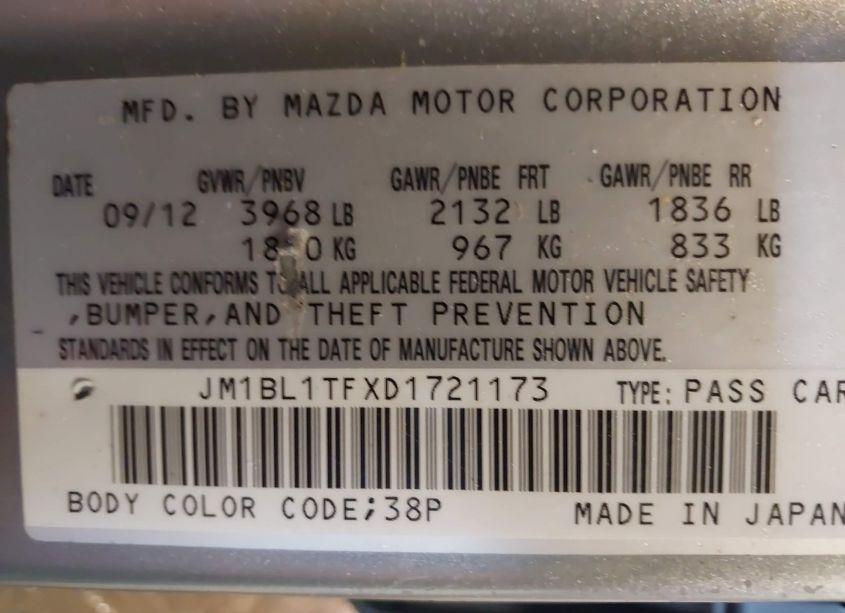 MFD. BY MAZDA MOTOR CORPORATION
DATE GVWR/PNBV GAWR/PNBE FRT GAWR/PNBE RR
09/12 3968 LB 2132 LB 1836 LB
KG 967 KG 833 KG
THIS VEHICLE CONFORMS TO ALL APPLICABLE FEDERAL MOTOR VEHICLE SAFETY
,BUMPER,AND THEFT PREVENTION
STANDARDS IN EFFECT ON THE DATE OF MANUFACTURE SHOWN ABOVE.
JM1BL1TFXD1721173 TYPE: PASS CAR
BODY COLOR CODE;38P MADE IN JAPAN